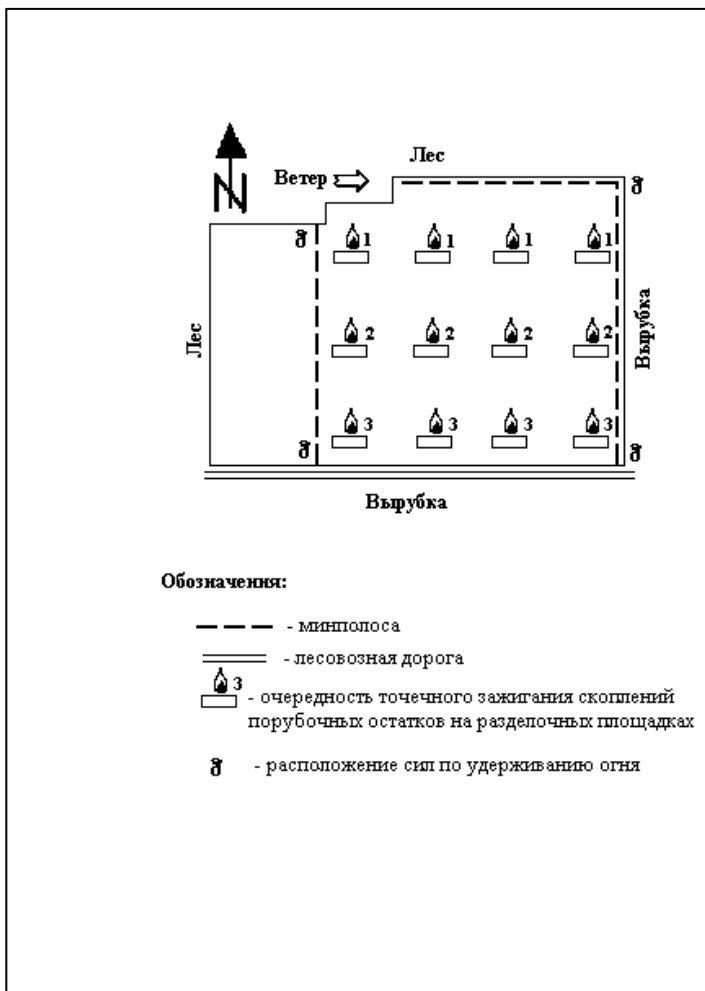 Лес
N
Ветер
1 1 1 1
Лес
2 2 2 2
Вырубка
3 3 3 3
Вырубка
Обозначения:
- минполоса
- лесовозная дорога
3
- очередность точечного зажигания скоплений
порубочных остатков на разделочных площадках
- расположение сил по удерживанию огня